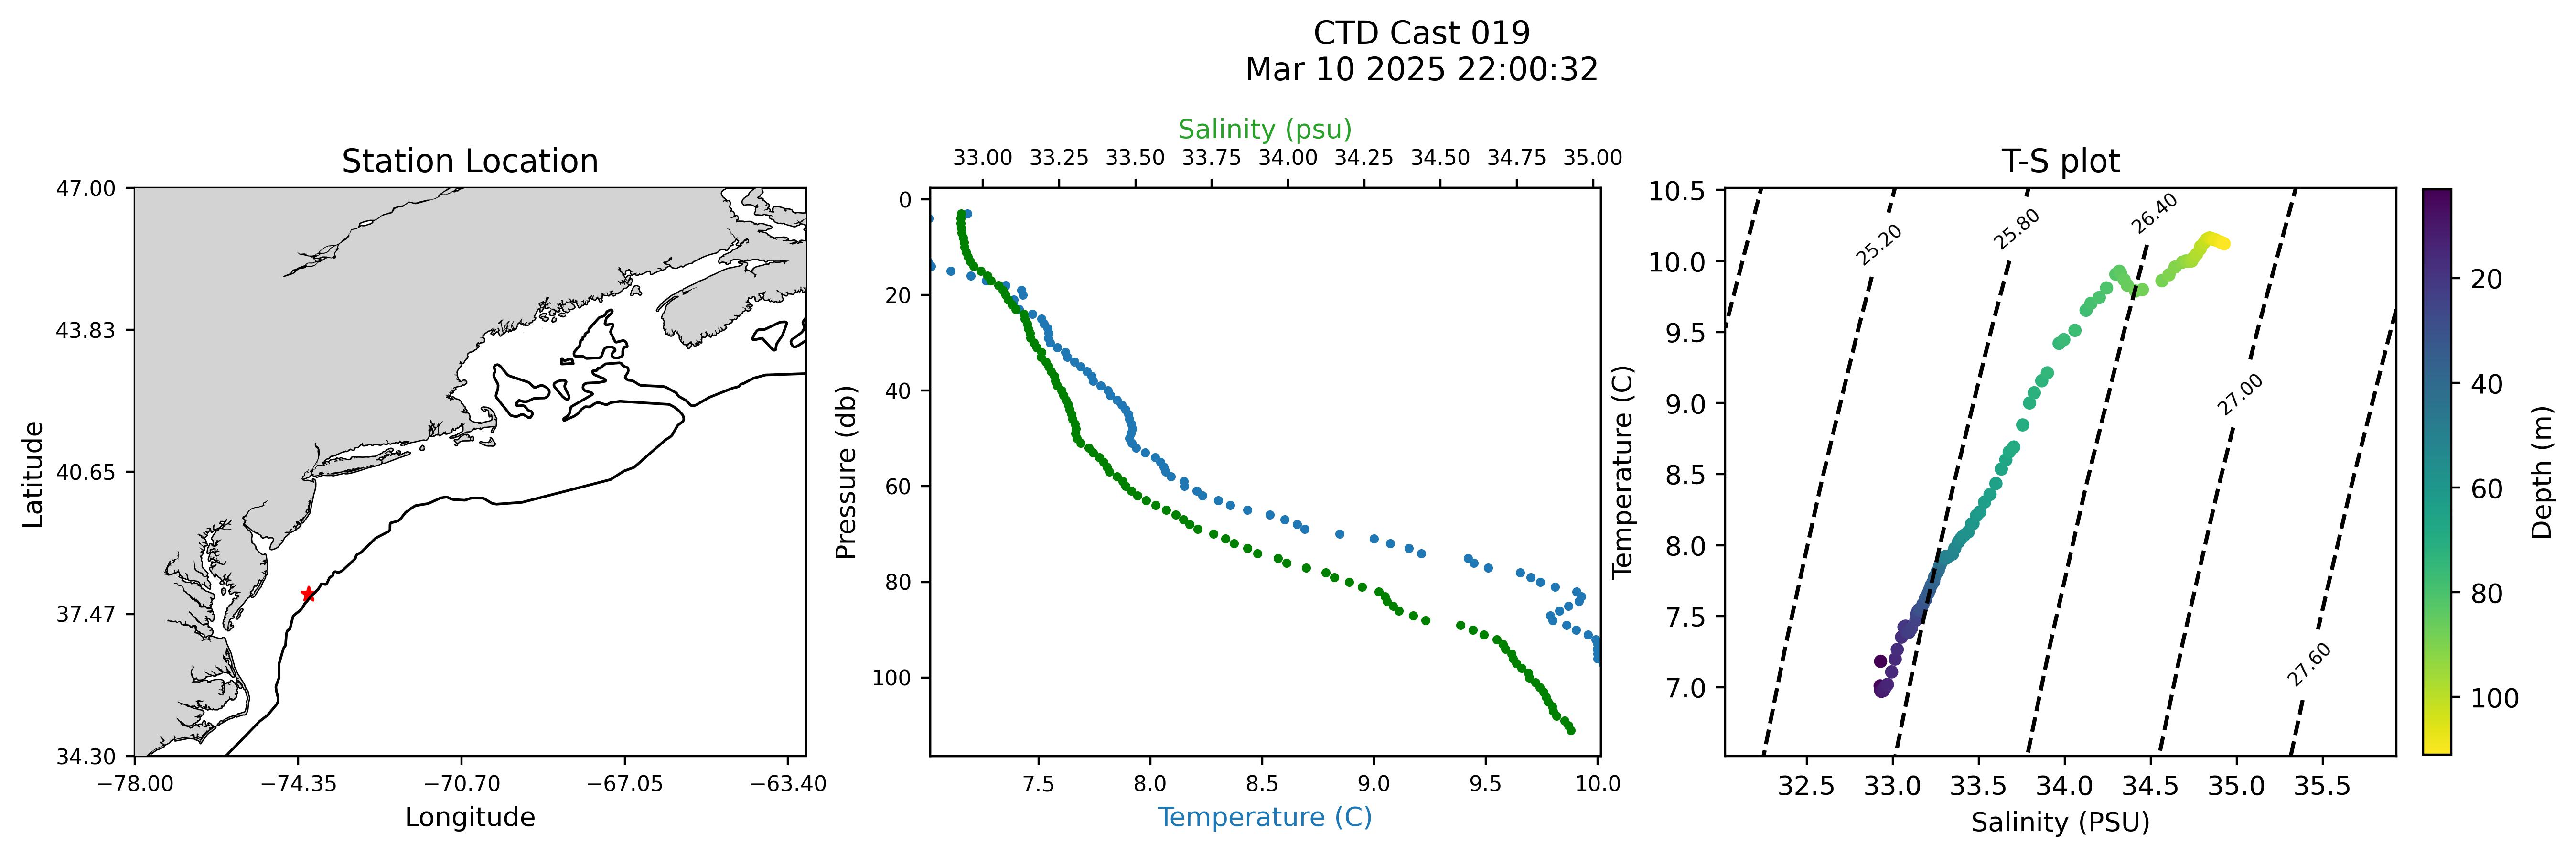 CTD Cast 019
Mar 10 2025 22:00:32
Station Location
47.00
43.83
40.65
37.47
34.30
Latitude
−78.00 −74.35 −70.70 −67.05 −63.40
Longitude
Salinity (psu)
33.00 33.25 33.50 33.75 34.00 34.25 34.50 34.75 35.00
0
20
40
60
80
100
Pressure (db)
7.5 8.0 8.5 9.0 9.5 10.0
Temperature (C)
T-S plot
10.5
10.0
9.5
9.0
8.5
8.0
7.5
7.0
Temperature (C)
25.20
25.80
26.40
27.00
27.60
32.5 33.0 33.5 34.0 34.5 35.0 35.5
Salinity (PSU)
20
40
60
80
100
Depth (m)